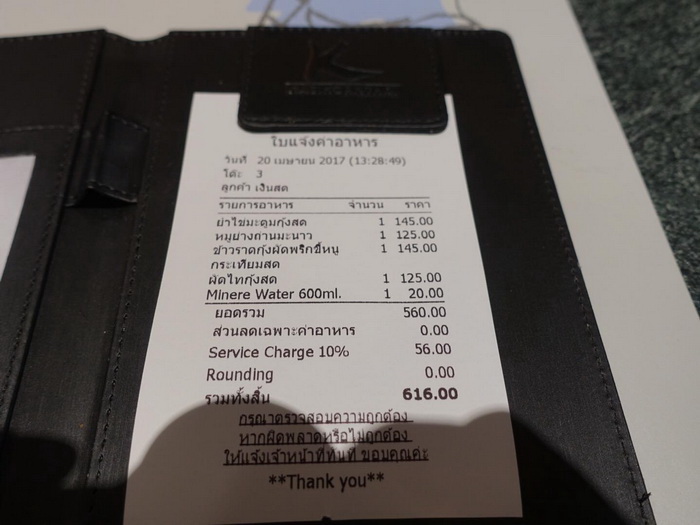 ใบแจ้งค่าอาหาร
วันที่ 20 เมษายน 2017 (13:28:49)
โต๊ะ 3
ลูกค้า เงินสด
รายการอาหาร จำนวน ราคา
ยำไข่มะตูมกุ้งสด 1 145.00
หมูย่างถ่านมะนาว 1 125.00
ข้าวราดกุ้งผัดพริกขี้หนู 1 145.00
กระเทียมสด
ผัดไทกุ้งสด 1 125.00
Minere Water 600ml. 1 20.00
ยอดรวม 560.00
ส่วนลดเฉพาะค่าอาหาร 0.00
Service Charge 10% 56.00
Rounding 0.00
รวมทั้งสิ้น 616.00
กรุณาตรวจสอบความถูกต้อง
หากผิดพลาดหรือไม่ถูกต้อง
ให้แจ้งเจ้าหน้าที่ทันที ขอบคุณค่ะ
**Thank you**